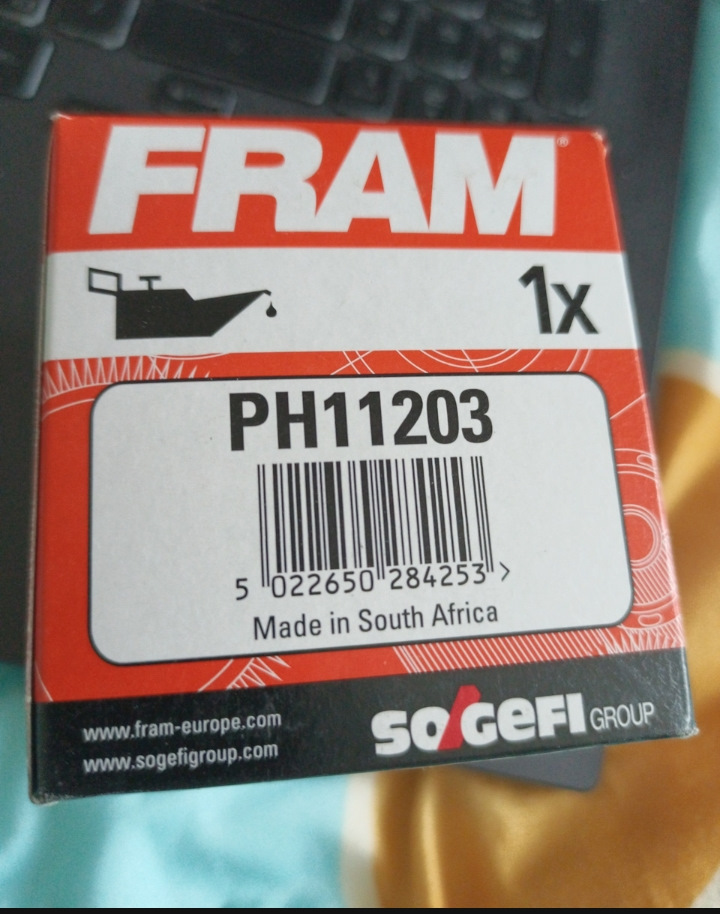 FRAM®
1x
PH11203
5 022650 284253 >
Made in South Africa
www.fram-europe.com
www.sogefigroup.com
SOGEFI GROUP